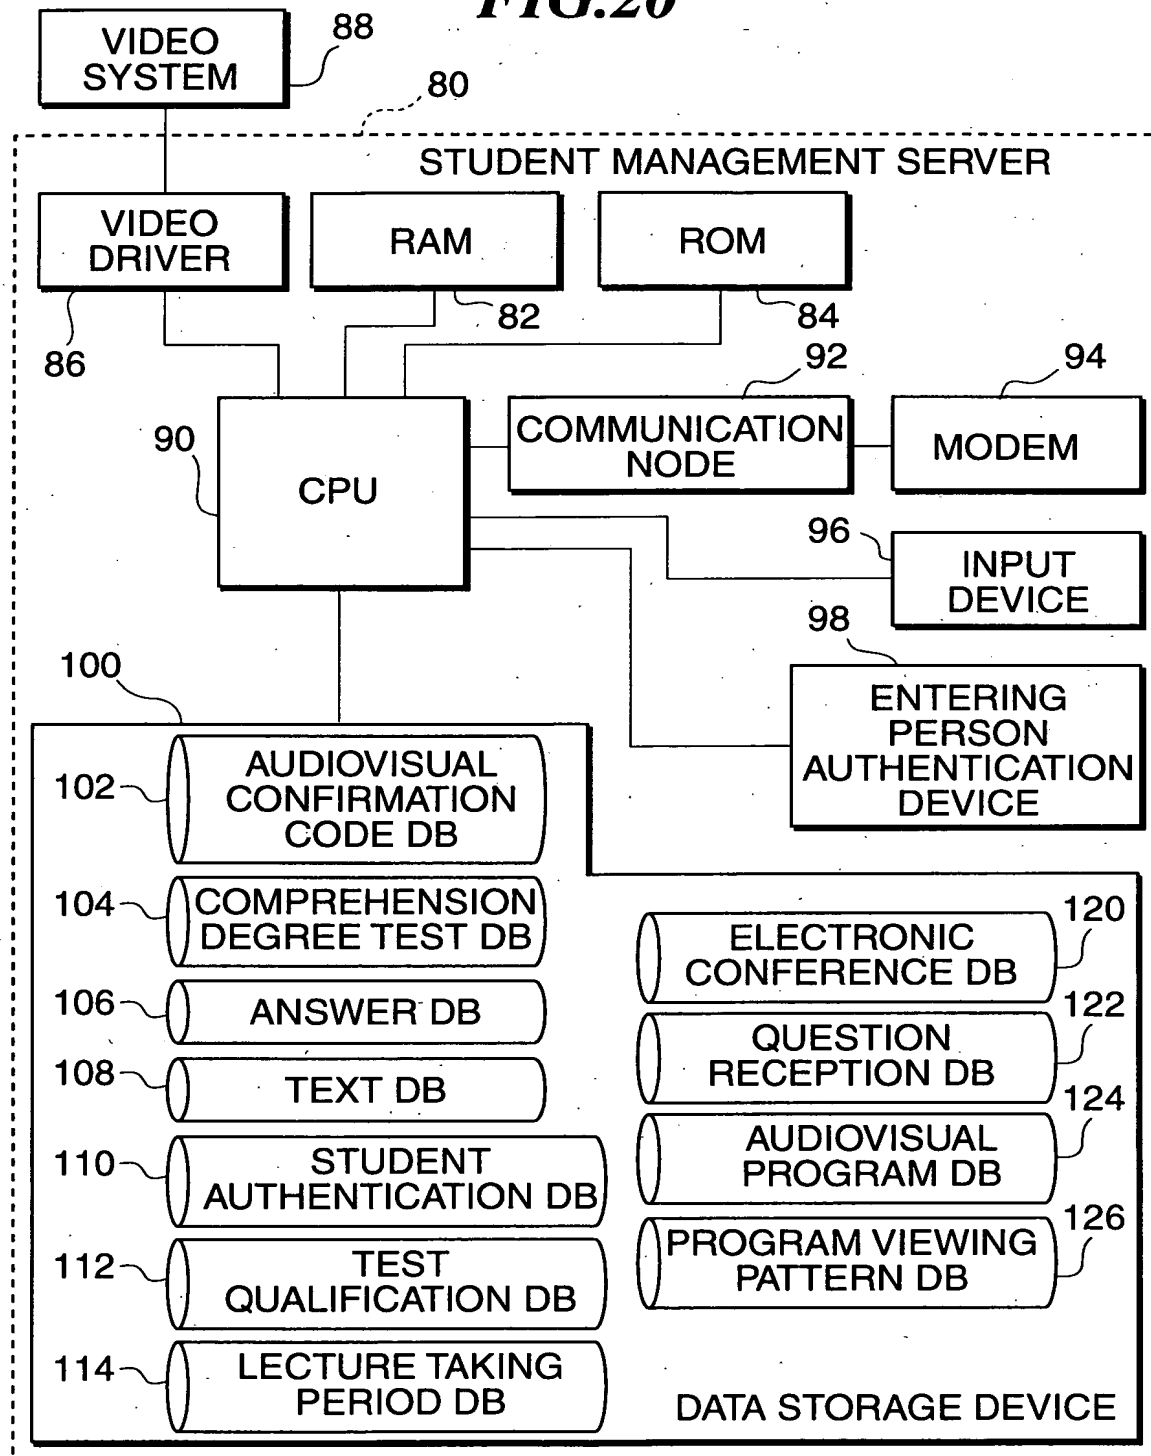 FIG.20
VIDEO
SYSTEM
88
80
STUDENT MANAGEMENT SERVER
VIDEO
DRIVER
86
RAM
82
ROM
84
90
CPU
92
COMMUNICATION
NODE
94
MODEM
96
INPUT
DEVICE
98
ENTERING
PERSON
AUTHENTICATION
DEVICE
100
102
AUDIOVISUAL
CONFIRMATION
CODE DB
104
COMPREHENSION
DEGREE TEST DB
106
ANSWER DB
108
TEXT DB
110
STUDENT
AUTHENTICATION DB
112
TEST
QUALIFICATION DB
114
LECTURE TAKING
PERIOD DB
120
ELECTRONIC
CONFERENCE DB
122
QUESTION
RECEPTION DB
124
AUDIOVISUAL
PROGRAM DB
126
PROGRAM VIEWING
PATTERN DB
DATA STORAGE DEVICE